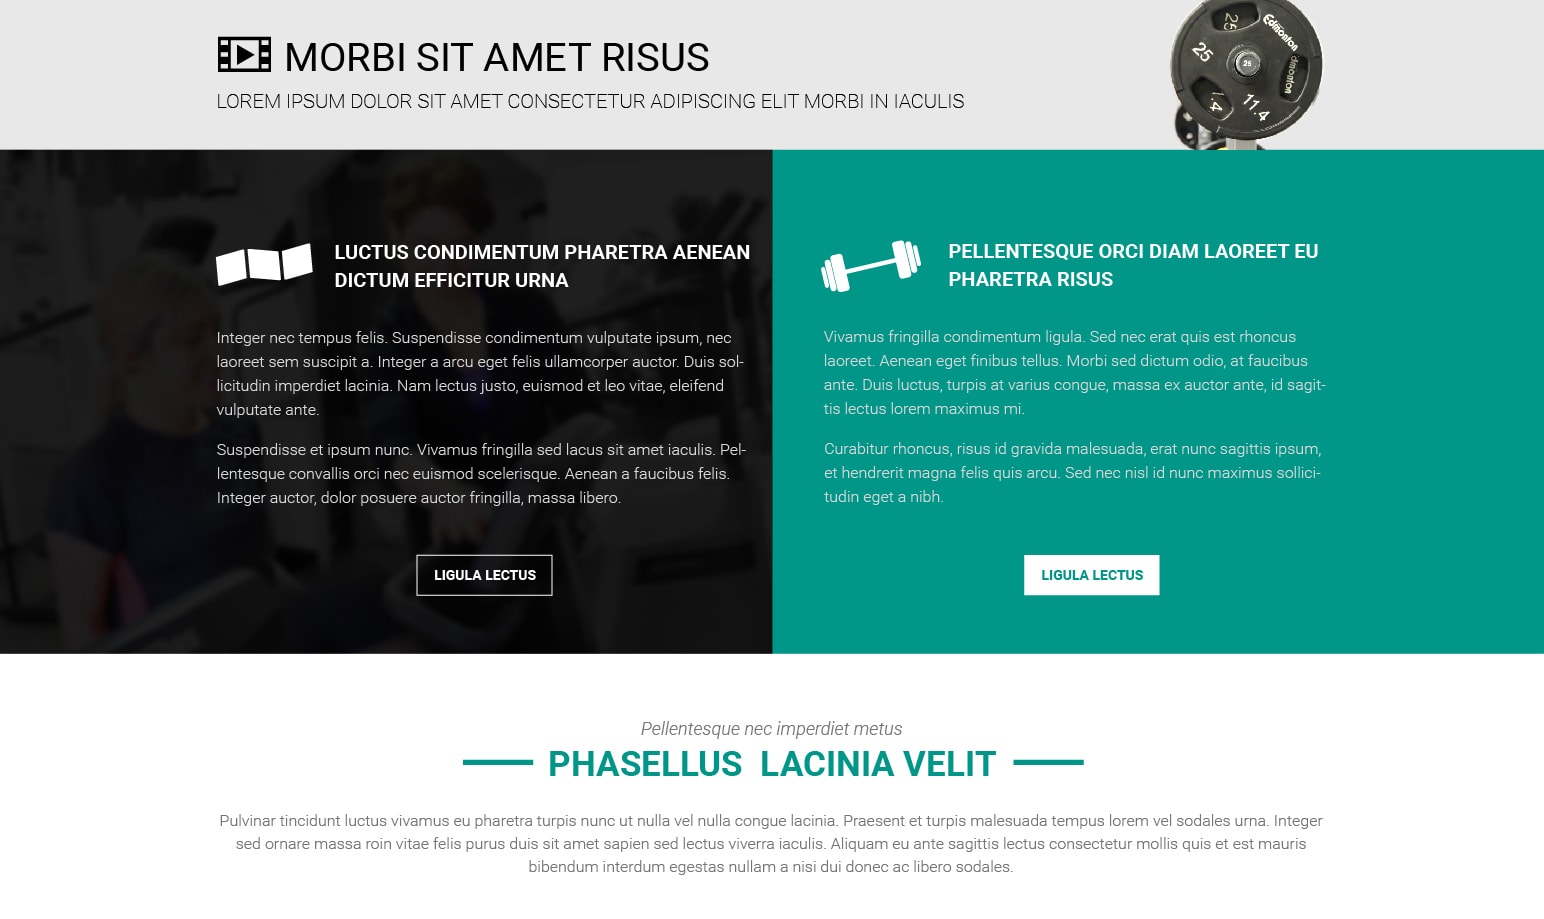 MORBI SIT AMET RISUS
LOREM IPSUM DOLOR SIT AMET CONSECTETUR ADIPISCING ELIT MORBI IN IACULIS
25
Edmonton
25
25
dmonton
11.4
LUCTUS CONDIMENTUM PHARETRA AENEAN
DICTUM EFFICITUR URNA
Integer nec tempus felis. Suspendisse condimentum vulputate ipsum, nec
laoreet sem suscipit a. Integer a arcu eget felis ullamcorper auctor. Duis sol-
licitudin imperdiet lacinia. Nam lectus justo, euismod et leo vitae, eleifend
vulputate ante.
Suspendisse et ipsum nunc. Vivamus fringilla sed lacus sit amet iaculis. Pel-
lentesque convallis orci nec euismod scelerisque. Aenean a faucibus felis.
Integer auctor, dolor posuere auctor fringilla, massa libero.
LIGULA LECTUS
PELLENTESQUE ORCI DIAM LAOREET EU
PHARETRA RISUS
Vivamus fringilla condimentum ligula. Sed nec erat quis est rhoncus
laoreet. Aenean eget finibus tellus. Morbi sed dictum odio, at faucibus
ante. Duis luctus, turpis at varius congue, massa ex auctor ante, id sagit-
tis lectus lorem maximus mi.
Curabitur rhoncus, risus id gravida malesuada, erat nunc sagittis ipsum,
et hendrerit magna felis quis arcu. Sed nec nisl id nunc maximus sollici-
tudin eget a nibh.
LIGULA LECTUS
Pellentesque nec imperdiet metus
PHASELLUS LACINIA VELIT
Pulvinar tincidunt luctus vivamus eu pharetra turpis nunc ut nulla vel nulla congue lacinia. Praesent et turpis malesuada tempus lorem vel sodales urna. Integer
sed ornare massa roin vitae felis purus duis sit amet sapien sed lectus viverra iaculis. Aliquam eu ante sagittis lectus consectetur mollis quis et est mauris
bibendum interdum egestas nullam a nisi dui donec ac libero sodales.